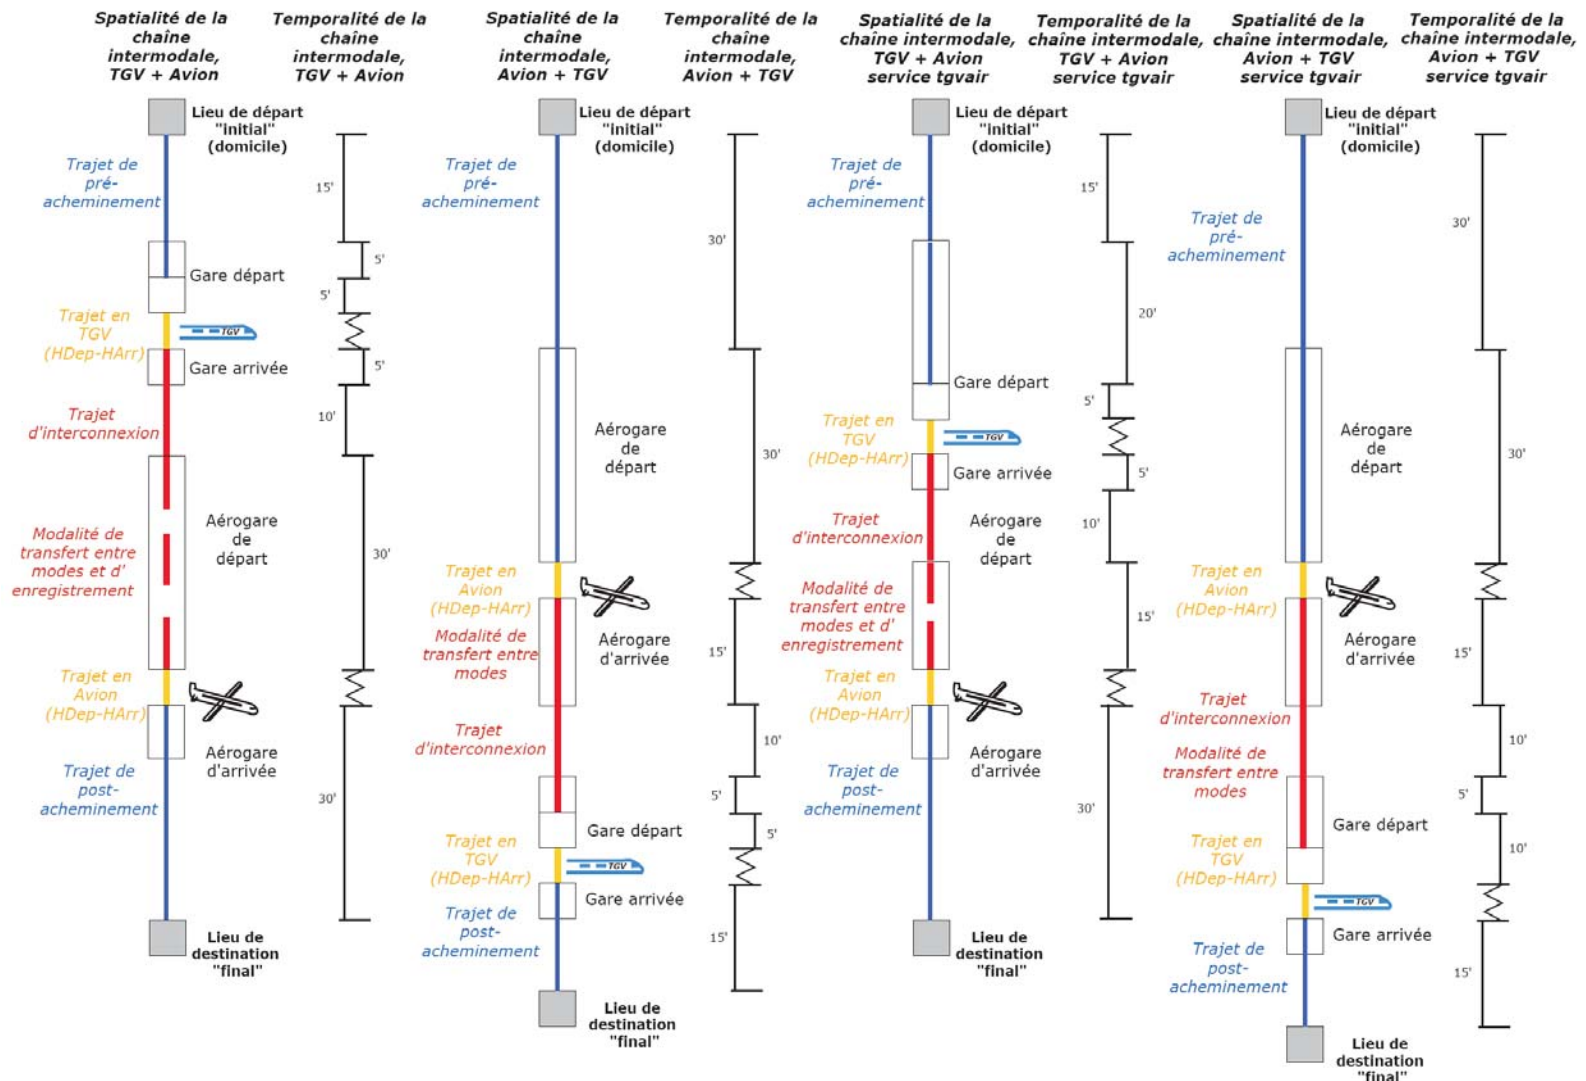 Spatialité de la
chaîne
intermodale,
TGV + Avion
Temporalité de la
chaîne
intermodale,
TGV + Avion
Spatialité de la
chaîne
intermodale,
Avion + TGV
Temporalité de la
chaîne
intermodale,
Avion + TGV
Spatialité de la
chaîne intermodale,
TGV + Avion
service tgvair
Temporalité de la
chaîne intermodale,
TGV + Avion
service tgvair
Spatialité de la
chaîne intermodale,
Avion + TGV
service tgvair
Temporalité de la
chaîne intermodale,
Avion + TGV
service tgvair
Lieu de départ
"initial"
(domicile)
Trajet de
pré-
acheminement
Gare départ
Trajet en
TGV
(HDep-HArr)
TGV
Gare arrivée
Trajet
d'interconnexion
Modalité de
transfert entre
modes et d'
enregistrement
Aérogare
de
départ
Trajet en
Avion
(HDep-HArr)
Aérogare
d'arrivée
Trajet de
post-
acheminement
Lieu de
destination
"final"
15'
5'
5'
5'
10'
30'
30'
Lieu de départ
"initial"
(domicile)
Trajet de
pré-
acheminement
Aérogare
de
départ
Trajet en
Avion
(HDep-HArr)
Modalité de
transfert entre
modes
Aérogare
d'arrivée
Trajet
d'interconnexion
Gare départ
Trajet en
TGV
(HDep-HArr)
TGV
Gare arrivée
Trajet de
post-
acheminement
Lieu de
destination
"final"
30'
30'
15'
10'
5'
5'
15'
Lieu de départ
"initial"
(domicile)
Trajet de
pré-
acheminement
Gare départ
Trajet en
TGV
(HDep-HArr)
TGV
Gare arrivée
Trajet
d'interconnexion
Aérogare
de
départ
Modalité de
transfert entre
modes et d'
enregistrement
Trajet en
Avion
(HDep-HArr)
Aérogare
d'arrivée
Trajet de
post-
acheminement
Lieu de
destination
"final"
15'
20'
5'
5'
10'
15'
30'
Lieu de départ
"initial"
(domicile)
Trajet de
pré-
acheminement
Aérogare
de
départ
Trajet en
Avion
(HDep-HArr)
Aérogare
d'arrivée
Trajet
d'interconnexion
Modalité de
transfert entre
modes
Gare départ
Trajet en
TGV
(HDep-HArr)
TGV
Gare arrivée
Trajet de
post-
acheminement
Lieu de
destination
"final"
30'
30'
15'
10'
5'
10'
15'